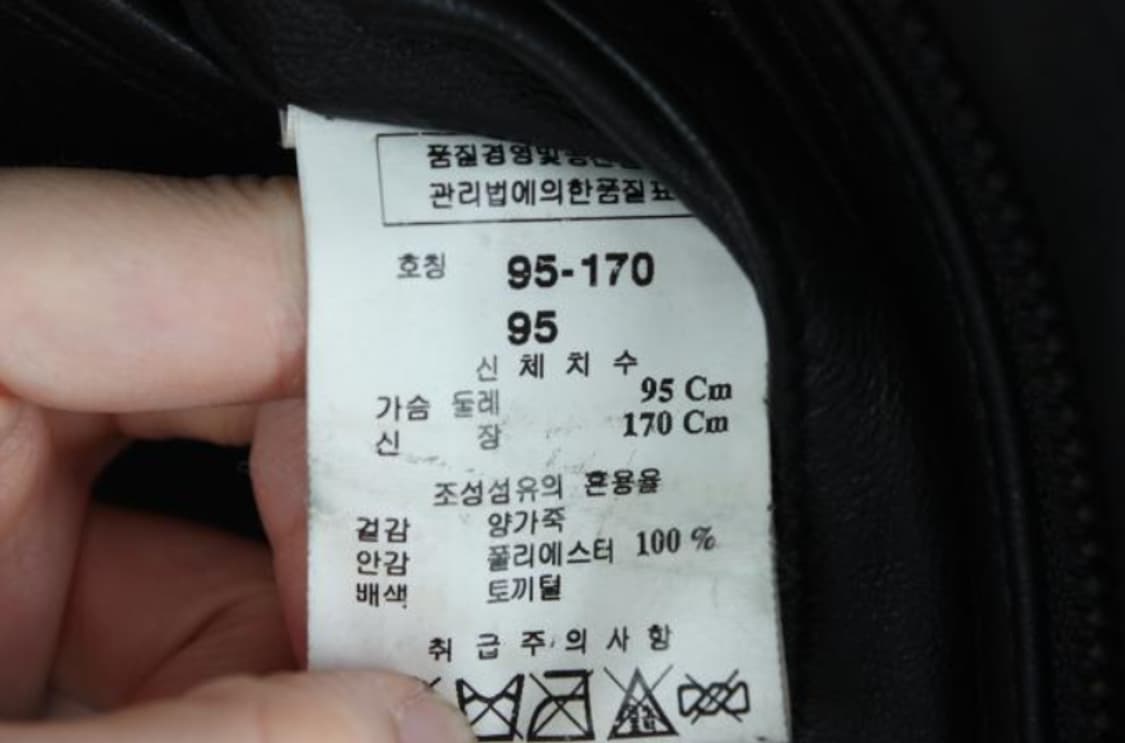 품질경영및공산품
관리법에의한품질표
호칭 95-170
95
신 체 치 수
가슴 둘레 95 Cm
신 장 170 Cm
조성섬유의 혼용율
겉감 양가죽
안감 폴리에스터 100 %
배색 토끼털
취 급 주 의 사 항